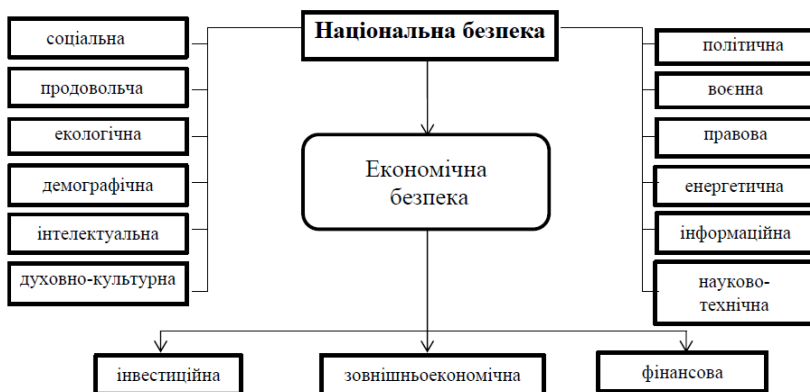 Національна безпека
соціальна
продовольча
екологічна
демографічна
інтелектуальна
духовно-культурна
Економічна
безпека
політична
воєнна
правова
енергетична
інформаційна
науково-
технічна
інвестиційна
зовнішньоекономічна
фінансова